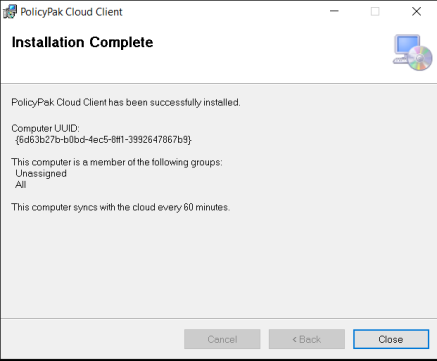 PolicyPak Cloud Client
Installation Complete
PolicyPak Cloud Client has been successfully installed.
Computer UUID:
{6d63b27b-b0bd-4ec5-8ff1-3992647867b9}
This computer is a member of the following groups:
Unassigned
All
This computer syncs with the cloud every 60 minutes.
Cancel
< Back
Close